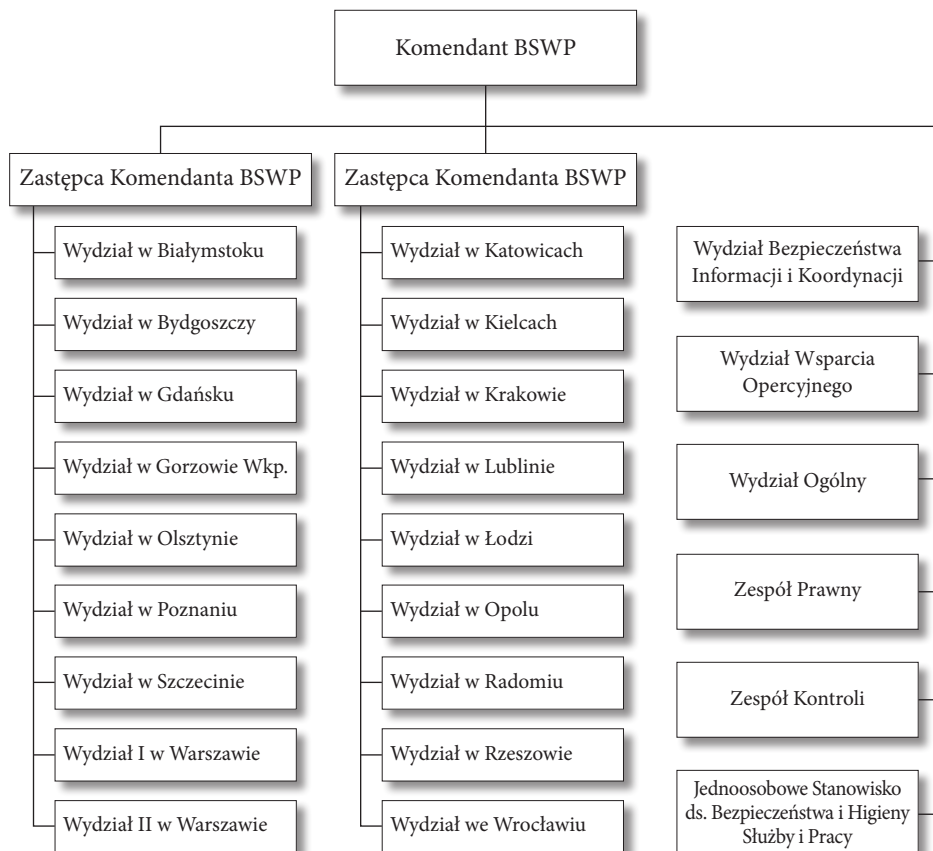 Komendant BSWP
Zastępca Komendanta BSWP
Wydział w Białymstoku
Wydział w Bydgoszczy
Wydział w Gdańsku
Wydział w Gorzowie Wkp.
Wydział w Olsztynie
Wydział w Poznaniu
Wydział w Szczecinie
Wydział I w Warszawie
Wydział II w Warszawie
Zastępca Komendanta BSWP
Wydział w Katowicach
Wydział w Kielcach
Wydział w Krakowie
Wydział w Lublinie
Wydział w Łodzi
Wydział w Opolu
Wydział w Radomiu
Wydział w Rzeszowie
Wydział we Wrocławiu
Wydział Bezpieczeństwa
Informacji i Koordynacji
Wydział Wsparcia
Opercyjnego
Wydział Ogólny
Zespół Prawny
Zespół Kontroli
Jednoosobowe Stanowisko
ds. Bezpieczeństwa i Higieny
Służby i Pracy